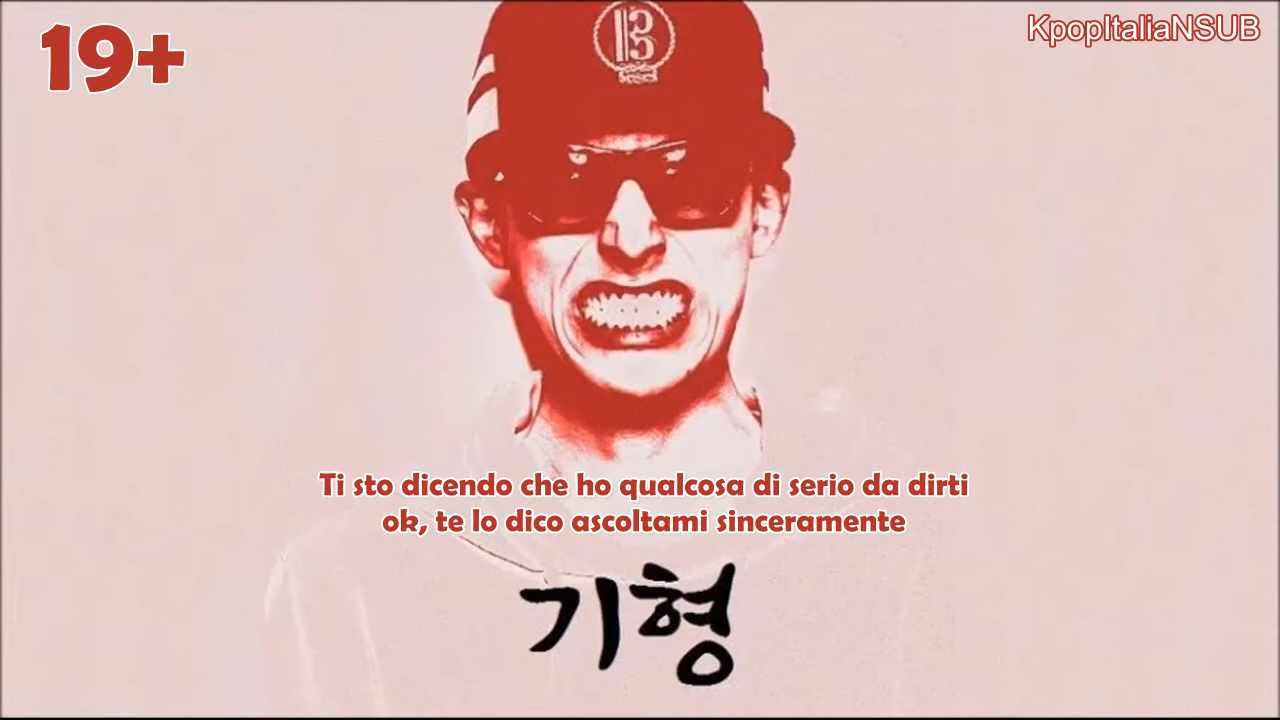 19+
KpopItaliaNSUB
Ti sto dicendo che ho qualcosa di serio da dirti
ok, te lo dico ascoltami sinceramente
기형